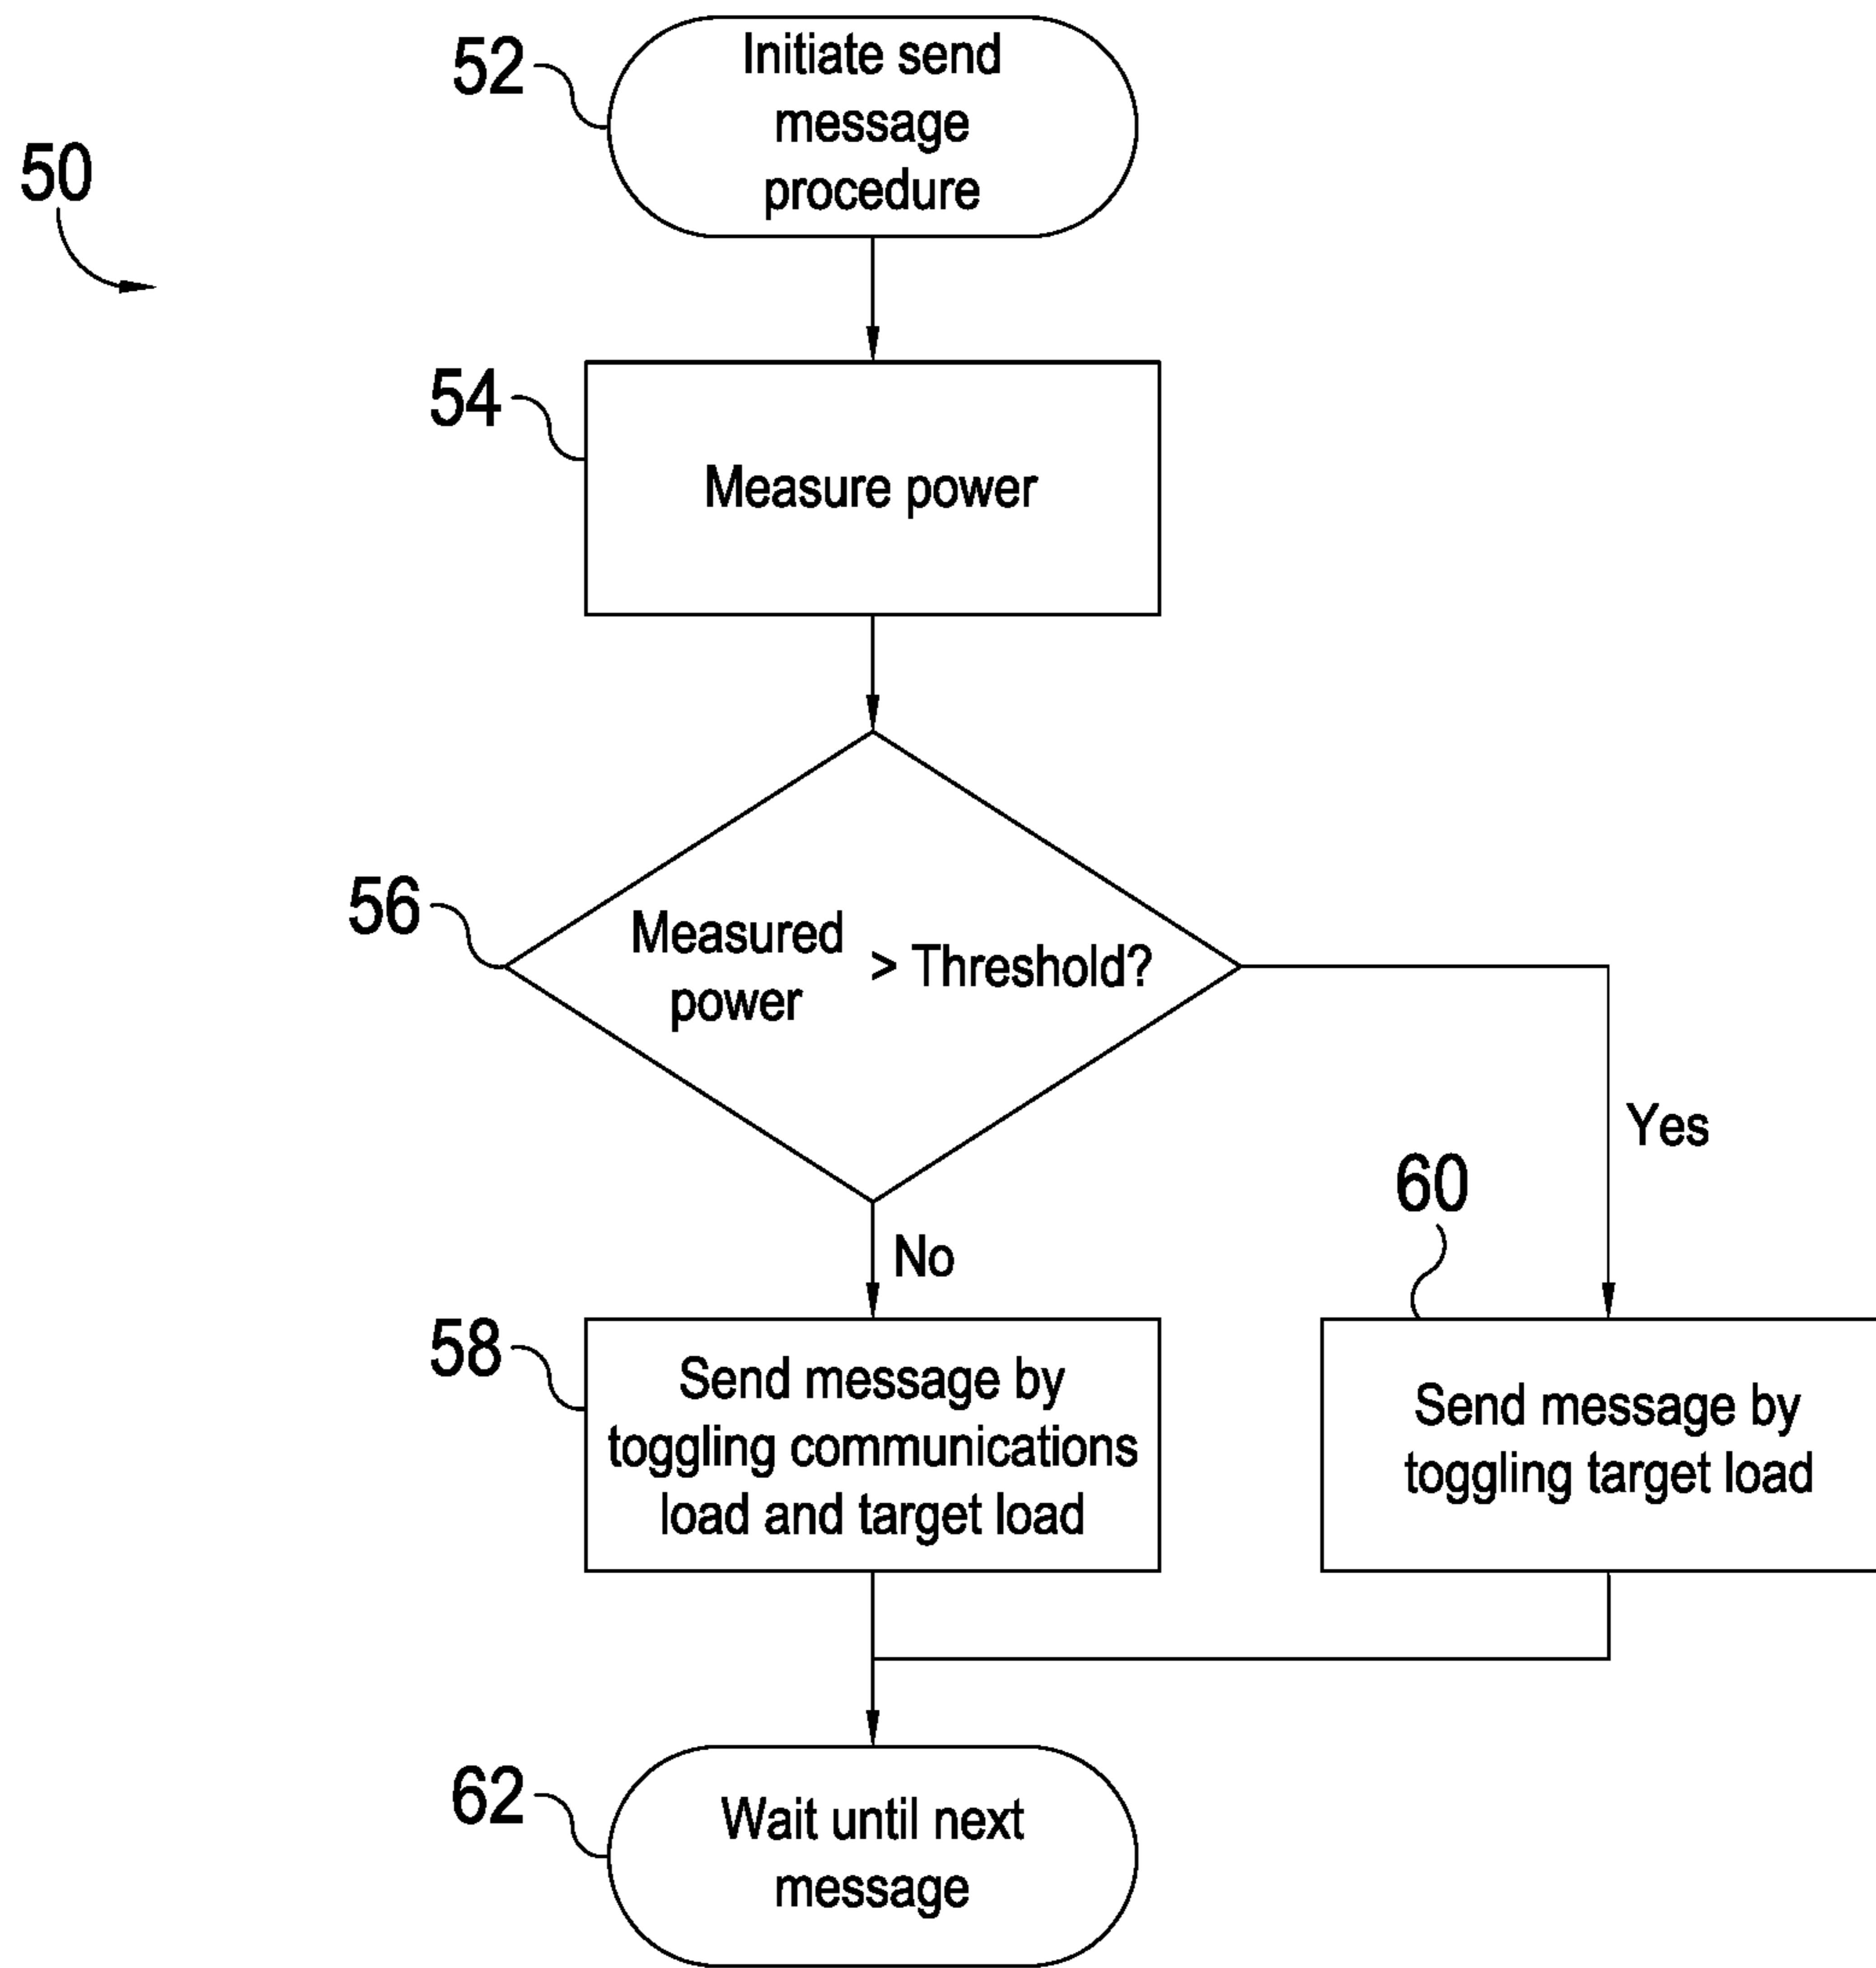 52
Initiate send
message
procedure
50
54
Measure power
56
Measured
power
> Threshold?
Yes
60
No
58
Send message by
toggling communications
load and target load
Send message by
toggling target load
62
Wait until next
message